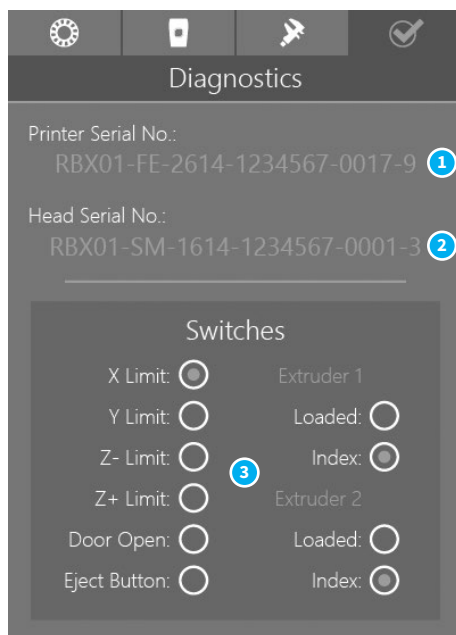 Diagnostics
Printer Serial No.:
RBX01-FE-2614-1234567-0017-9 1
Head Serial No.:
RBX01-SM-1614-1234567-0001-3 2
Switches
X Limit: Extruder 1
Y Limit: Loaded:
Z- Limit: Index:
3
Z+ Limit: Extruder 2
Door Open: Loaded:
Eject Button: Index: